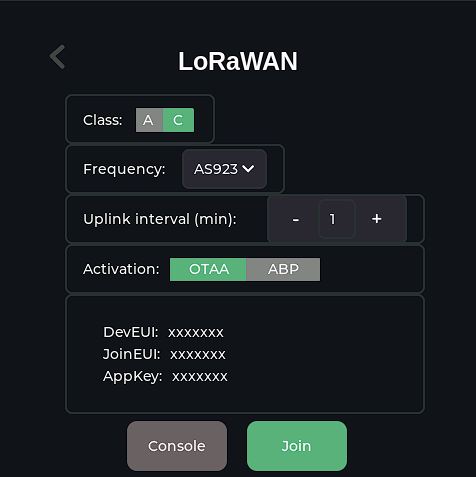 LoRaWAN
Class: A C
Frequency: AS923
Uplink interval (min): - 1 +
Activation: OTAA ABP
DevEUI: xxxxxxx
JoinEUI: xxxxxxx
AppKey: xxxxxxx
Console Join